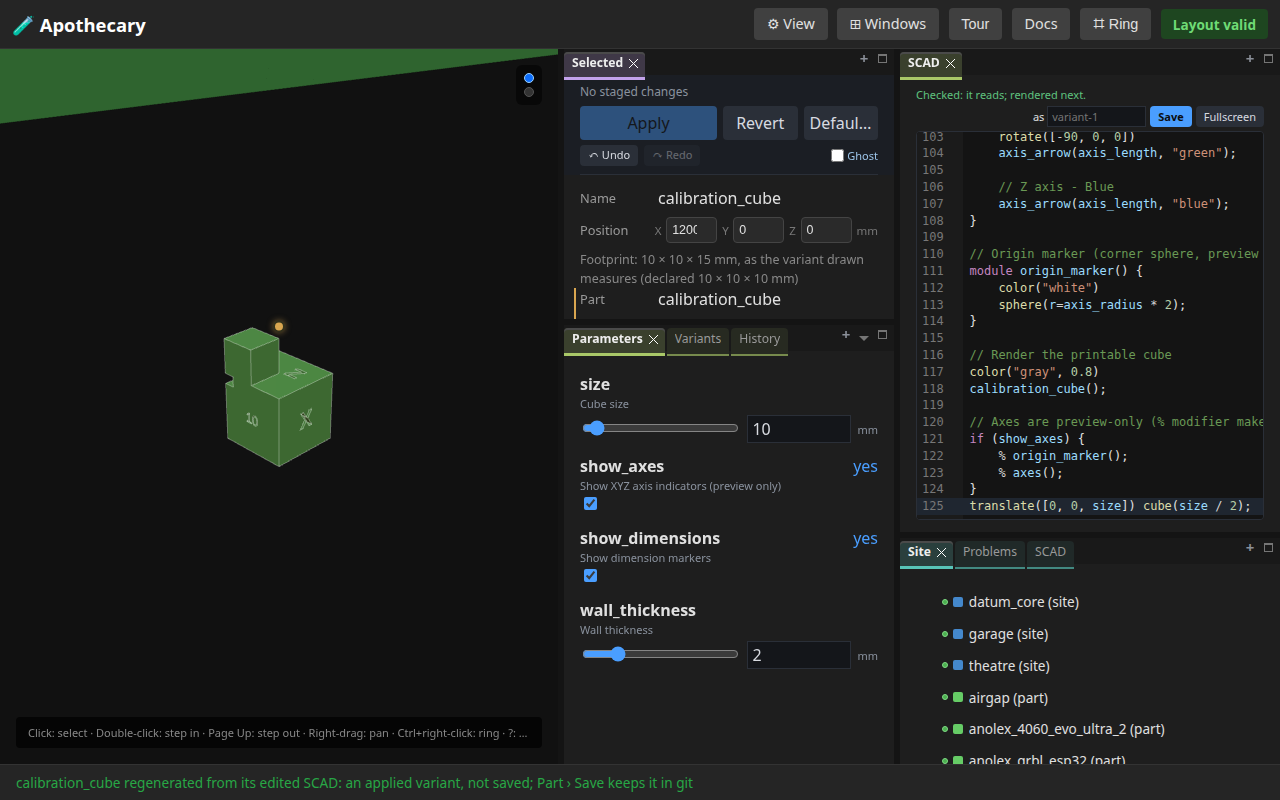 🧪 Apothecary
⚙ View
⊞ Windows
Tour
Docs
⌗ Ring
Layout valid
10
X
N
Click: select · Double-click: step in · Page Up: step out · Right-drag: pan · Ctrl+right-click: ring · ?: ...
Selected
No staged changes
Apply
Revert
Defaul...
↶ Undo
↷ Redo
Ghost
Name calibration_cube
Position X 1200 Y 0 Z 0 mm
Footprint: 10 × 10 × 15 mm, as the variant drawn
measures (declared 10 × 10 × 10 mm)
Part calibration_cube
Parameters
Variants
History
size
Cube size
10 mm
show_axes yes
Show XYZ axis indicators (preview only)
show_dimensions yes
Show dimension markers
wall_thickness
Wall thickness
2 mm
SCAD
Checked: it reads; rendered next.
as variant-1 Save Fullscreen
103 rotate([-90, 0, 0])
104 axis_arrow(axis_length, "green");
105
106 // Z axis - Blue
107 axis_arrow(axis_length, "blue");
108 }
109
110 // Origin marker (corner sphere, preview
111 module origin_marker() {
112 color("white")
113 sphere(r=axis_radius * 2);
114 }
115
116 // Render the printable cube
117 color("gray", 0.8)
118 calibration_cube();
119
120 // Axes are preview-only (% modifier make
121 if (show_axes) {
122 % origin_marker();
123 % axes();
124 }
125 translate([0, 0, size]) cube(size / 2);
Site
Problems
SCAD
datum_core (site)
garage (site)
theatre (site)
airgap (part)
anolex_4060_evo_ultra_2 (part)
anolex_grbl_esp32 (part)
calibration_cube regenerated from its edited SCAD: an applied variant, not saved; Part › Save keeps it in git